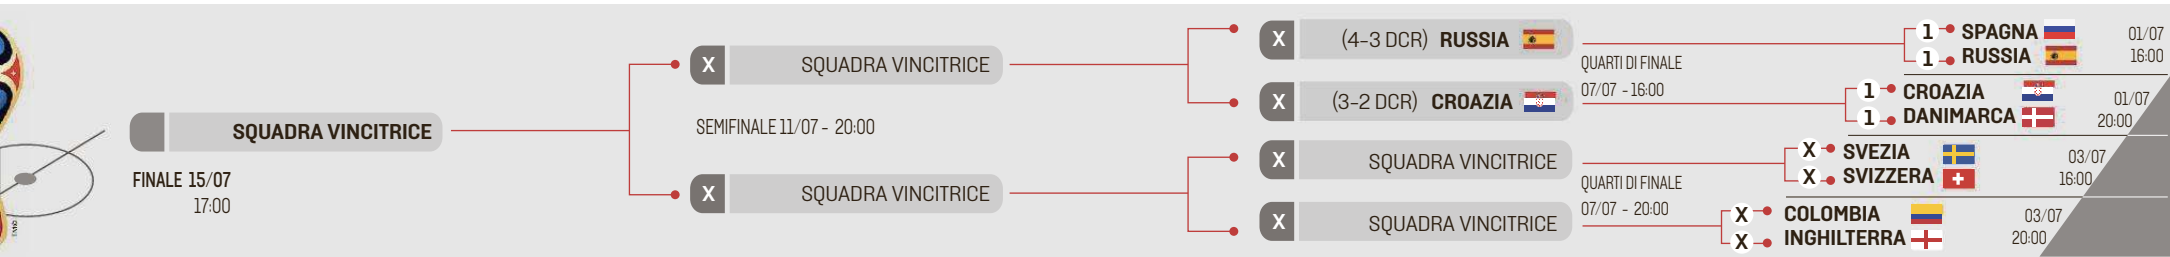 SQUADRA VINCITRICE
FINALE 15/07
17:00
X SQUADRA VINCITRICE
SEMIFINALE 11/07 - 20:00
X SQUADRA VINCITRICE
X (4-3 DCR) RUSSIA
X (3-2 DCR) CROAZIA
X SQUADRA VINCITRICE
X SQUADRA VINCITRICE
QUARTI DI FINALE
07/07 - 16:00
QUARTI DI FINALE
07/07 - 20:00
1 SPAGNA 01/07
1 RUSSIA 16:00
1 CROAZIA 01/07
1 DANIMARCA 20:00
X SVEZIA 03/07
X SVIZZERA 16:00
X COLOMBIA 03/07
X INGHILTERRA 20:00